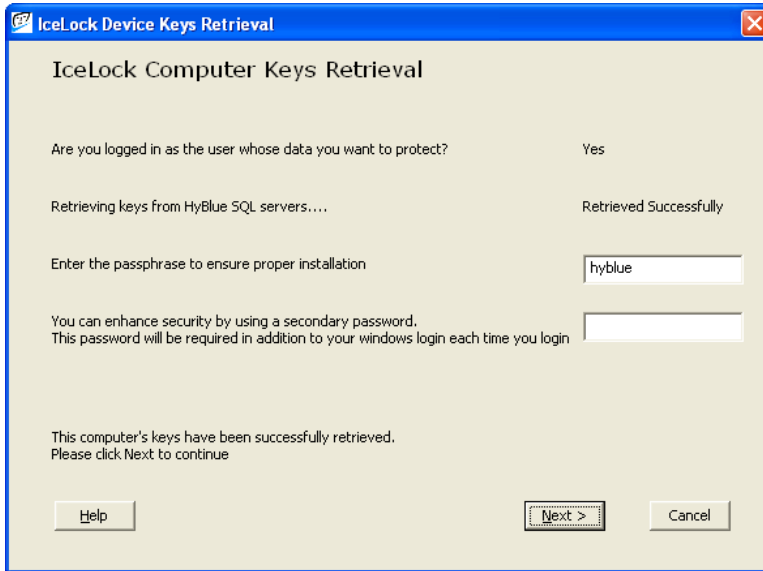 IceLock Device Keys Retrieval
IceLock Computer Keys Retrieval
Are you logged in as the user whose data you want to protect? Yes
Retrieving keys from HyBlue SQL servers.... Retrieved Successfully
Enter the passphrase to ensure proper installation hyblue
You can enhance security by using a secondary password.
This password will be required in addition to your windows login each time you login
This computer's keys have been successfully retrieved.
Please click Next to continue
Help Next > Cancel